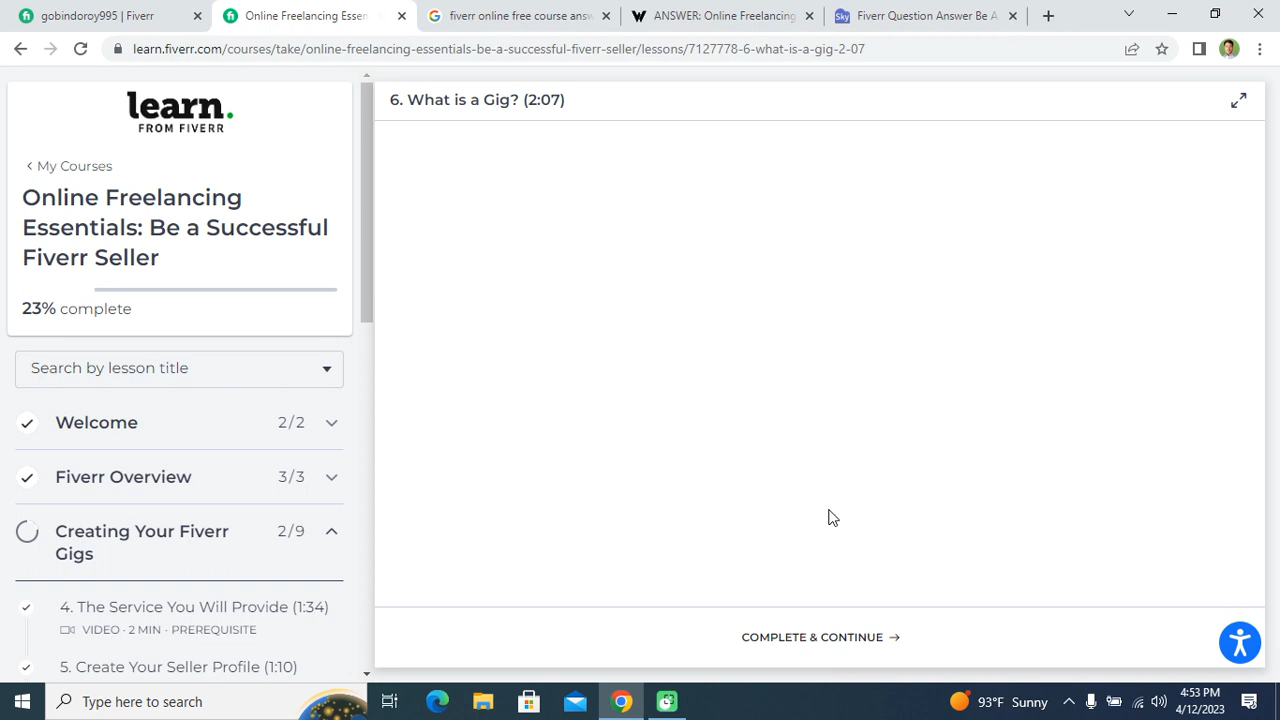 gobindoroy995 | Fiverr
Online Freelancing Essen
fiverr online free course answ
ANSWER: Online Freelancing
Sky
Fiverr Question Answer Be A
learn.fiverr.com/courses/take/online-freelancing-essentials-be-a-successful-fiverr-seller/lessons/7127778-6-what-is-a-gig-2-07
learn.
FROM FIVERR
My Courses
Online Freelancing
Essentials: Be a Successful
Fiverr Seller
23% complete
Search by lesson title
Welcome 2/2
Fiverr Overview 3/3
Creating Your Fiverr 2/9
Gigs
4. The Service You Will Provide (1:34)
VIDEO · 2 MIN · PREREQUISITE
5. Create Your Seller Profile (1:10)
6. What is a Gig? (2:07)
COMPLETE & CONTINUE →
Type here to search
93°F Sunny
4:53 PM
4/12/2023